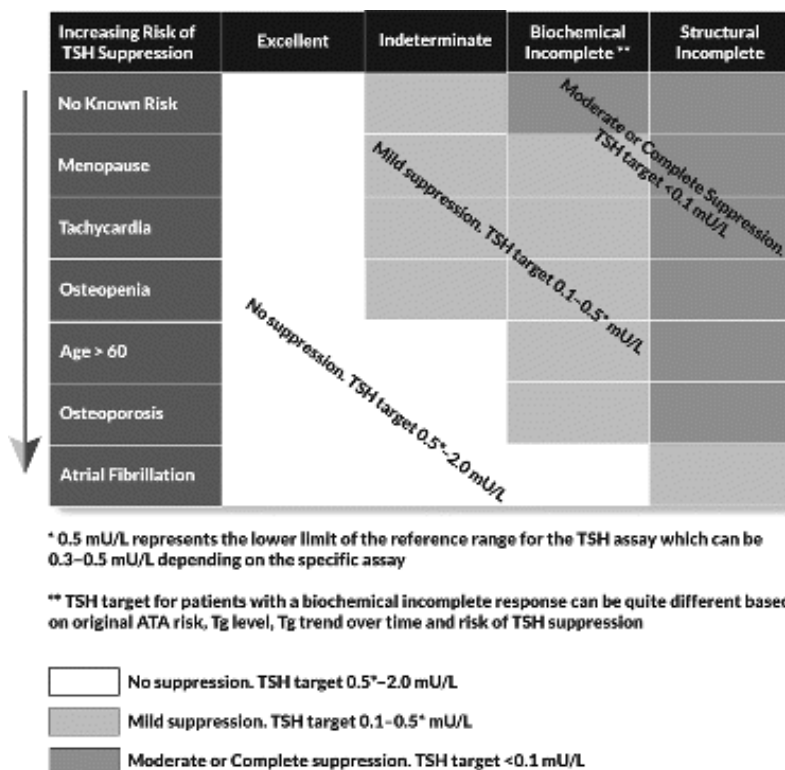 Increasing Risk of
TSH Suppression
Excellent
Indeterminate
Biochemical
Incomplete **
Structural
Incomplete
No Known Risk
Menopause
Tachycardia
Osteopenia
Age > 60
Osteoporosis
Atrial Fibrillation
Moderate or Complete Suppression.
TSH target <0.1 mU/L
Mild suppression. TSH target 0.1–0.5* mU/L
No suppression. TSH target 0.5*–2.0 mU/L
* 0.5 mU/L represents the lower limit of the reference range for the TSH assay which can be
0.3–0.5 mU/L depending on the specific assay
** TSH target for patients with a biochemical incomplete response can be quite different based
on original ATA risk, Tg level, Tg trend over time and risk of TSH suppression
No suppression. TSH target 0.5*–2.0 mU/L
Mild suppression. TSH target 0.1–0.5* mU/L
Moderate or Complete suppression. TSH target <0.1 mU/L